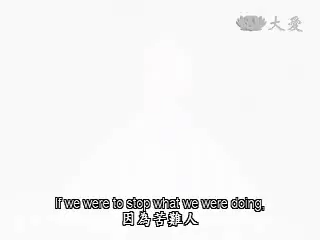 大愛
If we were to stop what we were doing,
因為苦難人